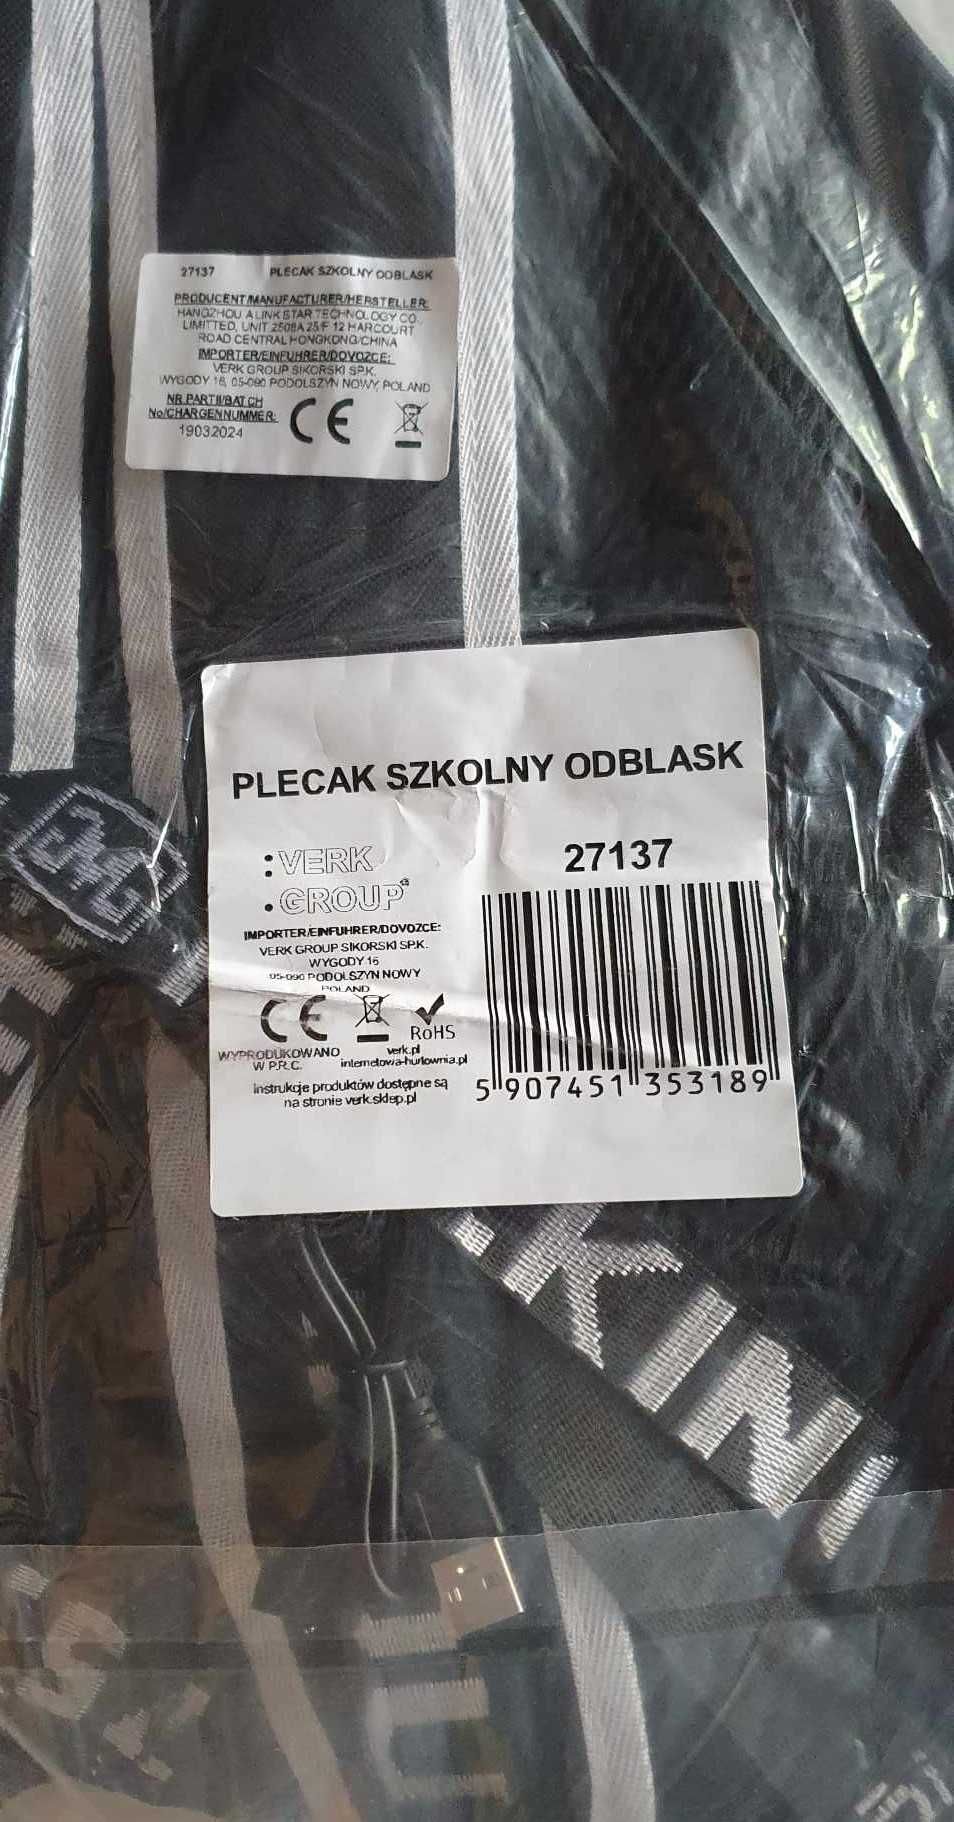 27137 PLECAK SZKOLNY ODBLASK
PRODUCENT/MANUFACTURER/HERSTELLER:
HANGZHOU A LINK STAR TECHNOLOGY CO.,
LIMITTED, UNIT 2508A 25/F 12 HARCOURT
ROAD CENTRAL HONGKONG/CHINA
IMPORTER/EINFUHRER/DOVOZCE:
VERK GROUP SIKORSKI SP.K.
WYGODY 16, 05-090 PODOLSZYN NOWY, POLAND
NR PARTII/BATCH
No/CHARGENNUMMER:
19032024
CE
PLECAK SZKOLNY ODBLASK
:VERK
.GROUP
27137
IMPORTER/EINFUHRER/DOVOZCE:
VERK GROUP SIKORSKI SP.K.
WYGODY 16
05-090 PODOLSZYN NOWY
POLAND
CE
RoHS
WYPRODUKOWANO
W P.R.C.
verk.pl
internetowa-hurtownia.pl
Instrukcje produktów dostępne są
na stronie verk.sklep.pl
5 907451 353189
KIN